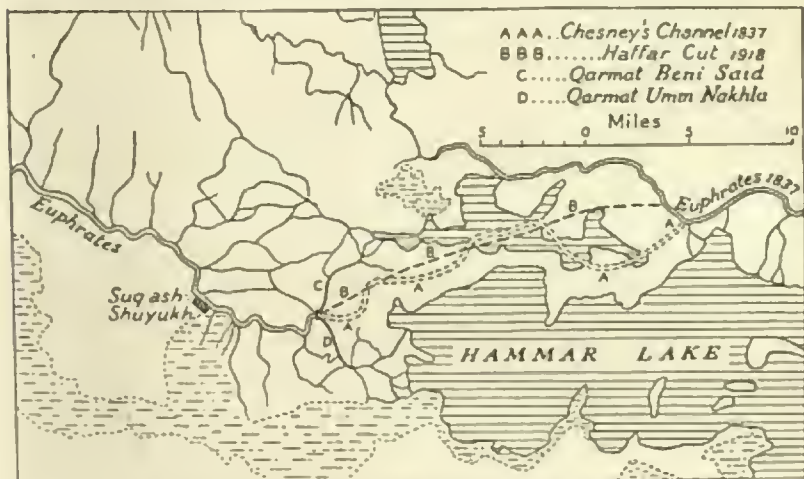 A A A...Chesney's Channel 1837
B B B.......Haffar Cut 1918
C.....Qarmat Beni Said
D.....Qarmat Umm Nakhla
Miles
5 0 5 10
Euphrates 1837
B
A
Euphrates
B
A
A
C
B
Suq ash
Shuyukh
A
D
HAMMAR LAKE